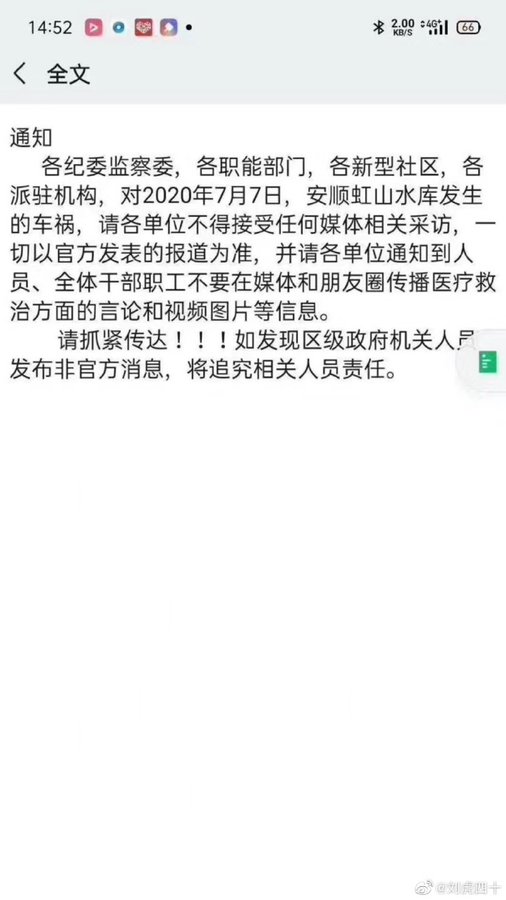 14:52
2.00
KB/S
4G+
66
全文
通知
各纪委监察委，各职能部门，各新型社区，各
派驻机构，对2020年7月7日，安顺虹山水库发生
的车祸，请各单位不得接受任何媒体相关采访，一
切以官方发表的报道为准，并请各单位通知到人
员、全体干部职工不要在媒体和朋友圈传播医疗救
治方面的言论和视频图片等信息。
请抓紧传达！！！如发现区级政府机关人员
发布非官方消息，将追究相关人员责任。
@刘虎四十